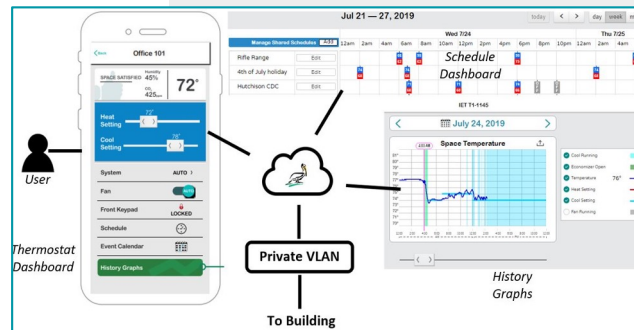 Jul 21 — 27, 2019
today < > day week
Wed 7/24
Thu 7/25
Manage Shared Schedules ADD
12am 2am 4am 6am 8am 10am 12pm 2pm 4pm 6pm 8pm 10pm 12am 2am 4am
Rifle Range Edit
4th of July holiday Edit
Hutchison CDC Edit
Schedule
Dashboard
Back
Office 101
SPACE SATISFIED
Humidity
45%
CO₂
425
72°
Heat
Setting
72°
Cool
Setting
78°
System AUTO >
Fan AUTO
Front Keypad LOCKED
Schedule
Event Calendar
History Graphs
User
Thermostat
Dashboard
Private VLAN
To Building
IET T1-1145
< July 24, 2019 >
Space Temperature
Cool Running
Economizer Open
Temperature 76°
Heat Setting
Cool Setting
Fan Running
History
Graphs